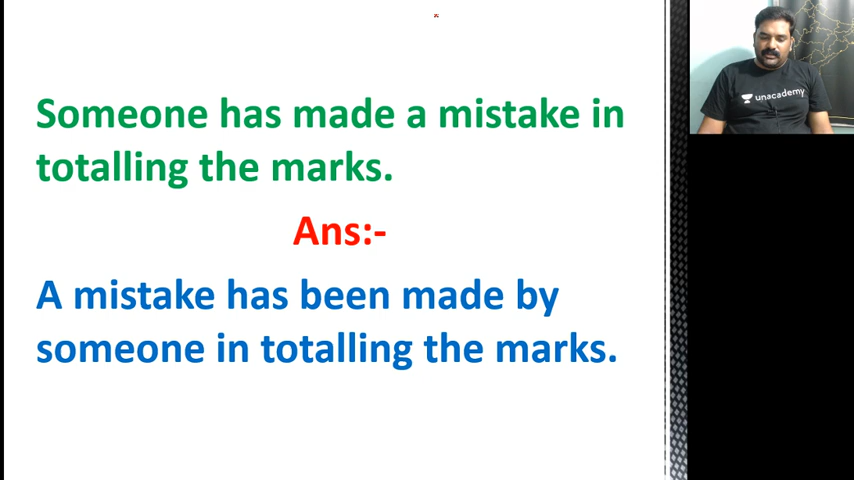 Someone has made a mistake in
totalling the marks.
Ans:-
A mistake has been made by
someone in totalling the marks.
unacademy